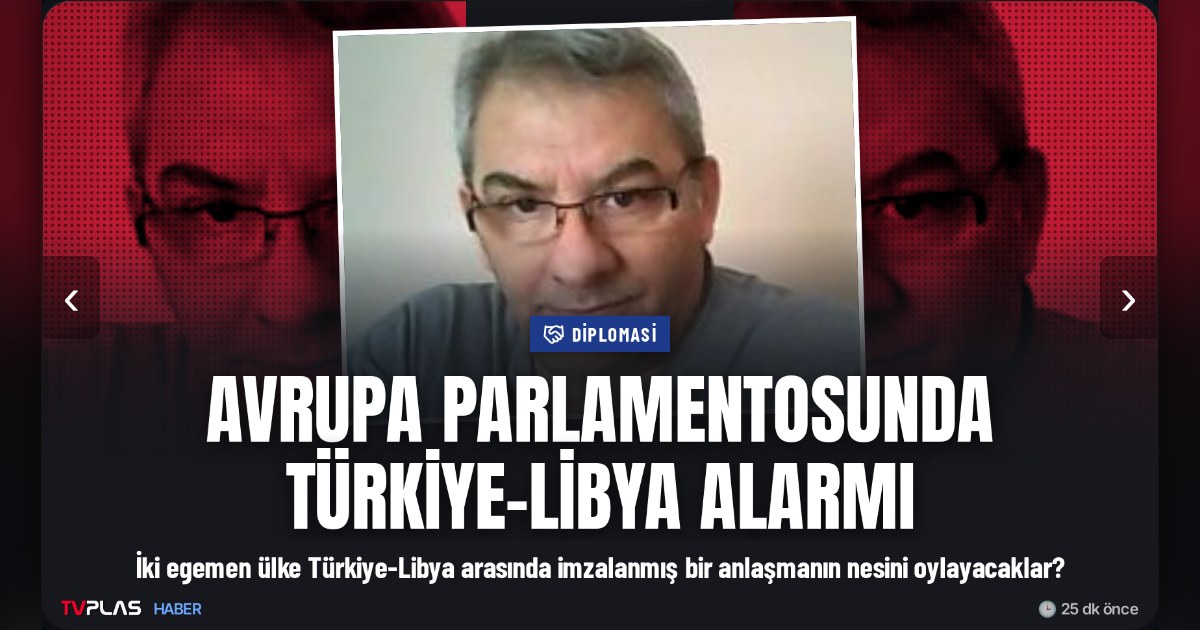 DİPLOMASİ
AVRUPA PARLAMENTOSUNDA
TÜRKİYE-LİBYA ALARMI
İki egemen ülke Türkiye-Libya arasında imzalanmış bir anlaşmanın nesini oylayacaklar?
TVPLAS HABER
25 dk önce